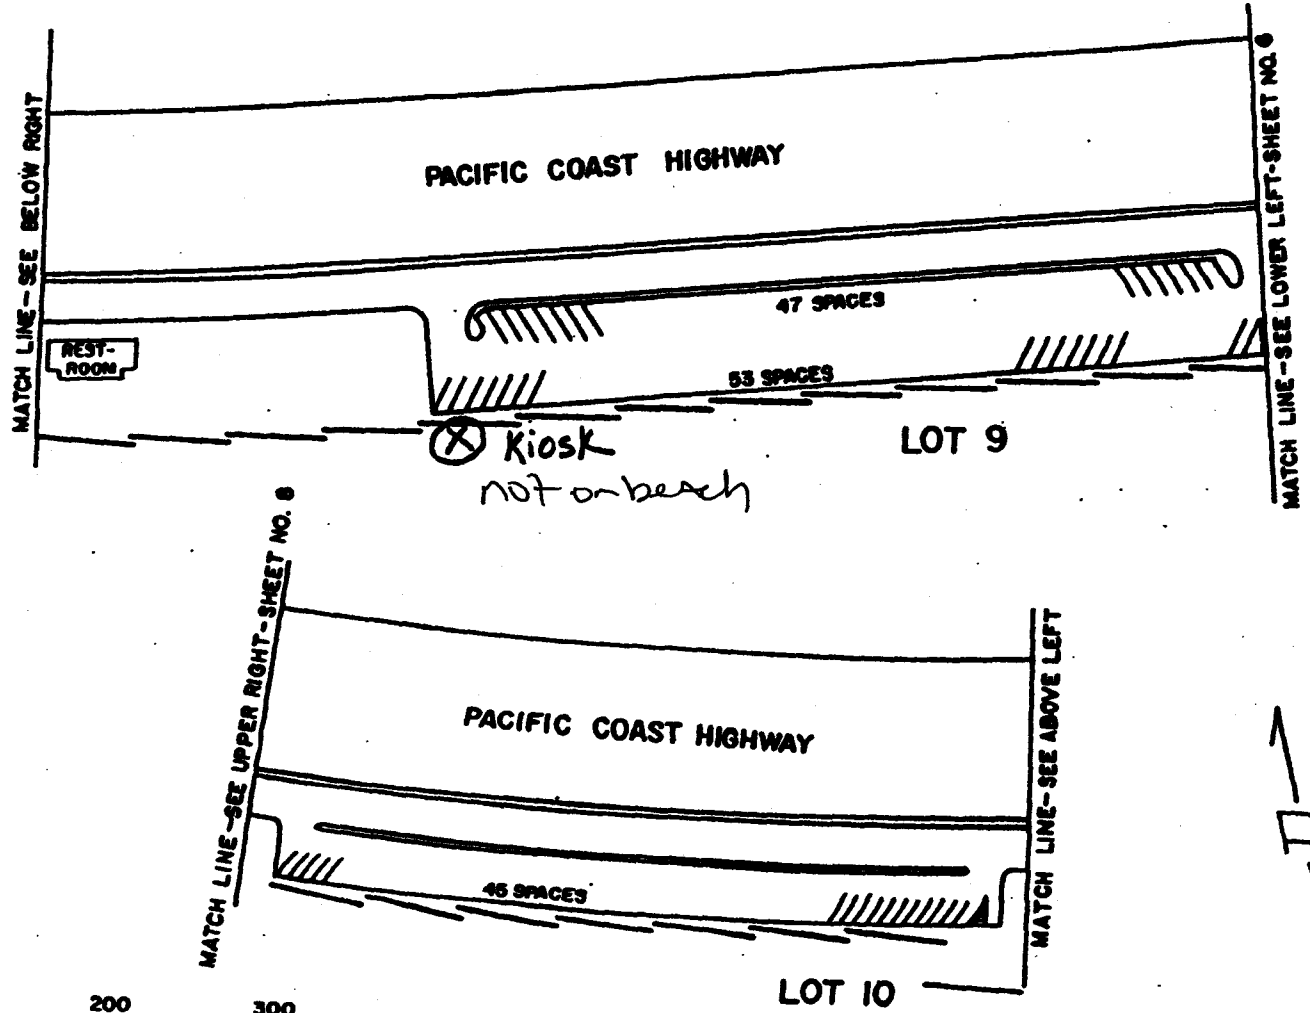 MATCH LINE-SEE BELOW RIGHT
PACIFIC COAST HIGHWAY
MATCH LINE-SEE LOWER LEFT-SHEET NO. 6
47 SPACES
REST-
ROOM
53 SPACES
Kiosk
LOT 9
not on beach
MATCH LINE-SEE UPPER RIGHT-SHEET NO. 8
PACIFIC COAST HIGHWAY
MATCH LINE-SEE ABOVE LEFT
45 SPACES
LOT 10
200 300